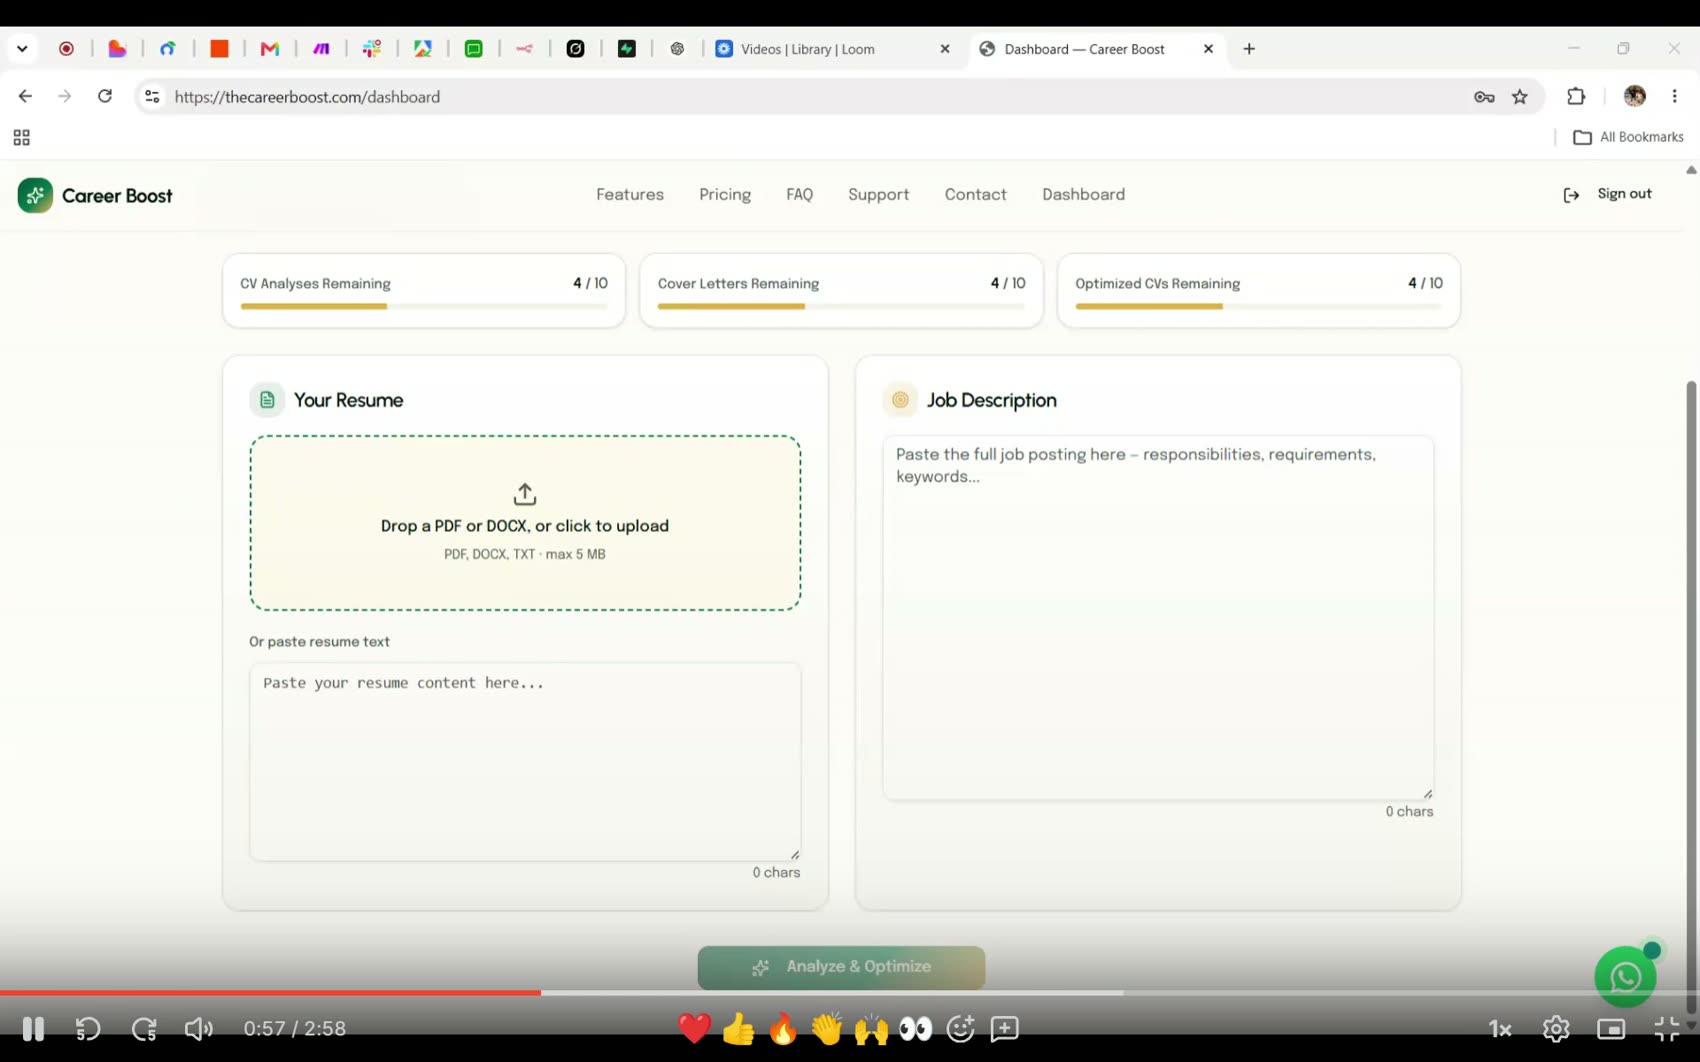 Videos | Library | Loom
Dashboard — Career Boost
https://thecareerboost.com/dashboard
All Bookmarks
Career Boost
Features
Pricing
FAQ
Support
Contact
Dashboard
Sign out
CV Analyses Remaining
4 / 10
Cover Letters Remaining
4 / 10
Optimized CVs Remaining
4 / 10
Your Resume
Drop a PDF or DOCX, or click to upload
PDF, DOCX, TXT · max 5 MB
Or paste resume text
Paste your resume content here...
0 chars
Job Description
Paste the full job posting here – responsibilities, requirements,
keywords...
0 chars
Analyze & Optimize
5
5
0:57 / 2:58
1x